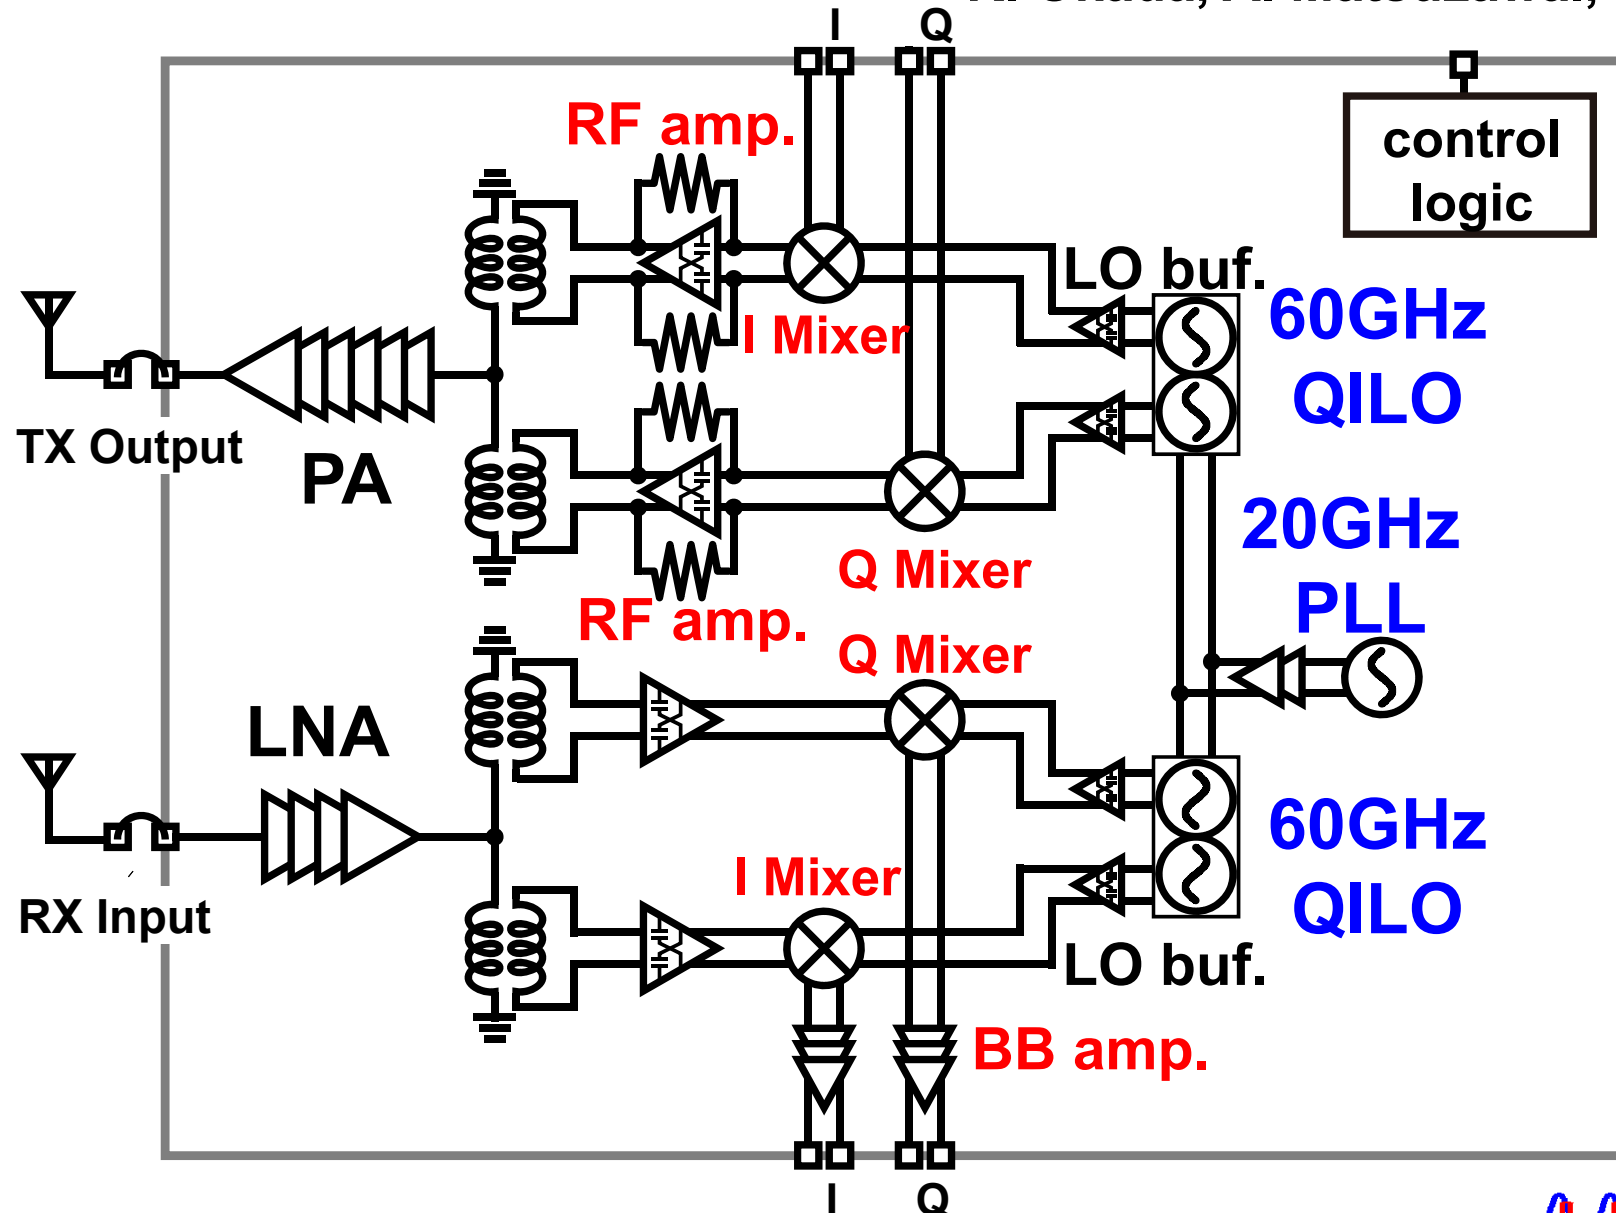 I
Q
RF amp.
control
logic
LO buf.
60GHz
QILO
I Mixer
TX Output
PA
20GHz
PLL
Q Mixer
RF amp.
Q Mixer
LNA
60GHz
QILO
I Mixer
RX Input
LO buf.
BB amp.
I
Q